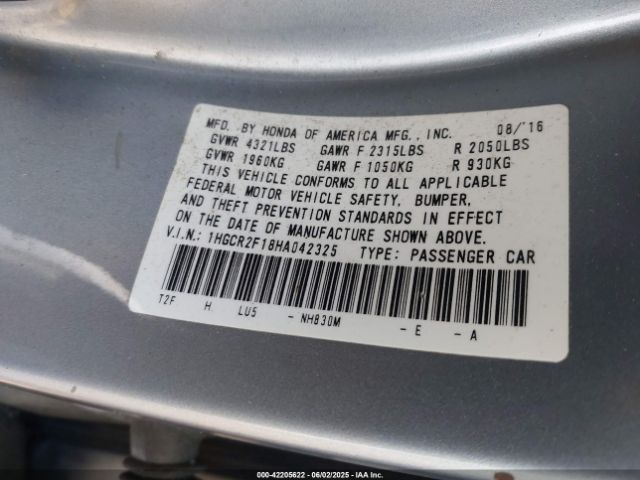 MFD. BY HONDA OF AMERICA MFG., INC. 08/'16
GVWR 4321LBS GAWR F 2315LBS R 2050LBS
GVWR 1960KG GAWR F 1050KG R 930KG
THIS VEHICLE CONFORMS TO ALL APPLICABLE
FEDERAL MOTOR VEHICLE SAFETY, BUMPER,
AND THEFT PREVENTION STANDARDS IN EFFECT
ON THE DATE OF MANUFACTURE SHOWN ABOVE.
V.I.N.: 1HGCR2F18HA042325 TYPE: PASSENGER CAR
T2F H LU5 - NH830M - E - A
000-42205622 - 06/02/2025 - IAA Inc.